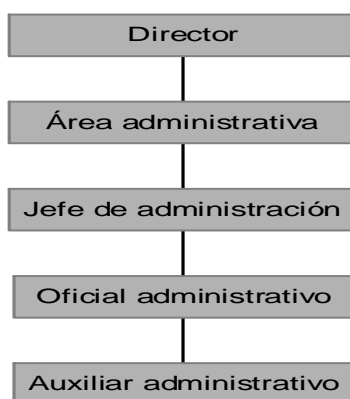 Director
Área administrativa
Jefe de administración
Oficial administrativo
Auxiliar administrativo